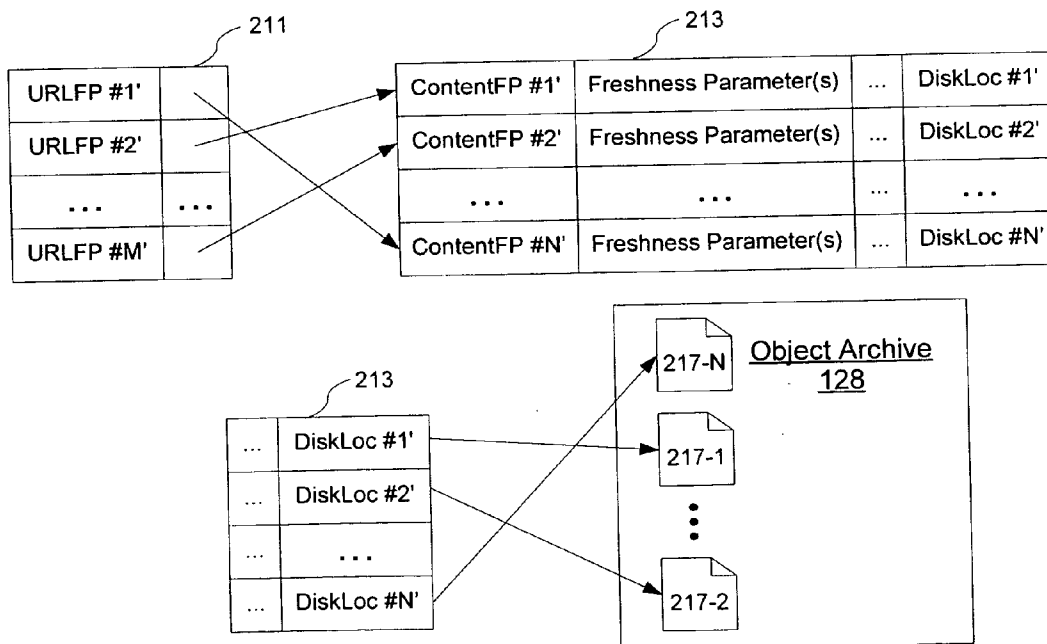 211
213
URLFP #1'
URLFP #2'
... ...
URLFP #M'
ContentFP #1' Freshness Parameter(s) ... DiskLoc #1'
ContentFP #2' Freshness Parameter(s) ... DiskLoc #2'
... ... ... ...
ContentFP #N' Freshness Parameter(s) ... DiskLoc #N'
213
... DiskLoc #1'
... DiskLoc #2'
... ...
... DiskLoc #N'
Object Archive
128
217-N
217-1
217-2